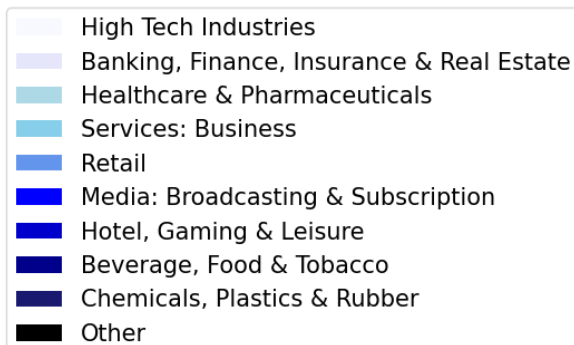 High Tech Industries
Banking, Finance, Insurance & Real Estate
Healthcare & Pharmaceuticals
Services: Business
Retail
Media: Broadcasting & Subscription
Hotel, Gaming & Leisure
Beverage, Food & Tobacco
Chemicals, Plastics & Rubber
Other